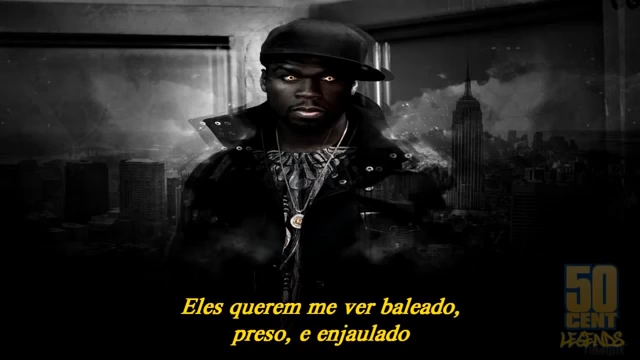 Eles querem me ver baleado,
preso, e enjaulado
50
CENT
LEGENDS